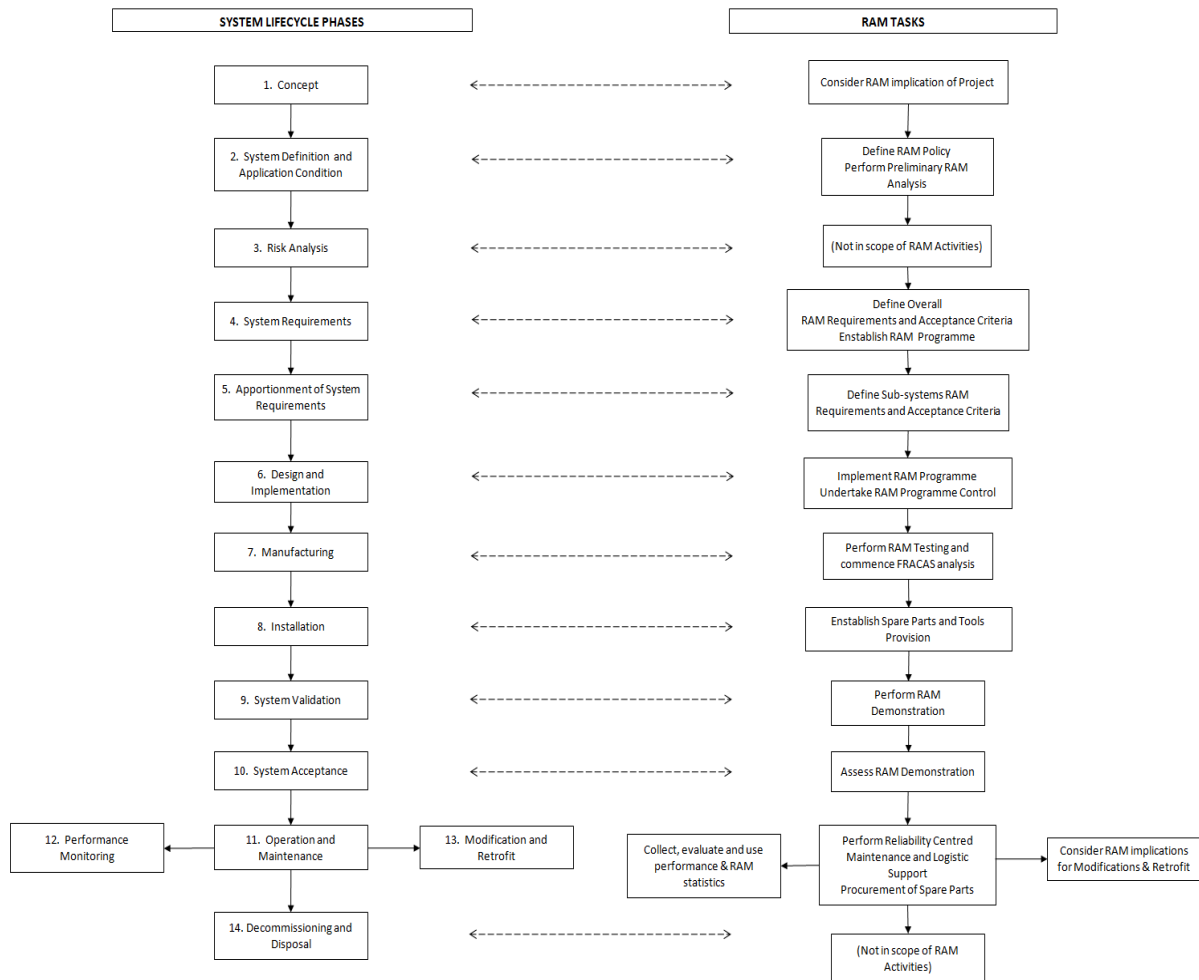 SYSTEM LIFECYCLE PHASES
RAM TASKS
1. Concept
Consider RAM implication of Project
2. System Definition and
Application Condition
Define RAM Policy
Perform Preliminary RAM
Analysis
3. Risk Analysis
(Not in scope of RAM Activities)
4. System Requirements
Define Overall
RAM Requirements and Acceptance Criteria
Enstablish RAM Programme
5. Apportionment of System
Requirements
Define Sub-systems RAM
Requirements and Acceptance Criteria
6. Design and
Implementation
Implement RAM Programme
Undertake RAM Programme Control
7. Manufacturing
Perform RAM Testing and
commence FRACAS analysis
8. Installation
Enstablish Spare Parts and Tools
Provision
9. System Validation
Perform RAM
Demonstration
10. System Acceptance
Assess RAM Demonstration
12. Performance
Monitoring
11. Operation and
Maintenance
13. Modification and
Retrofit
Collect, evaluate and use
performance & RAM
statistics
Perform Reliability Centred
Maintenance and Logistic
Support
Procurement of Spare Parts
Consider RAM implications
for Modifications & Retrofit
14. Decommissioning and
Disposal
(Not in scope of RAM
Activities)